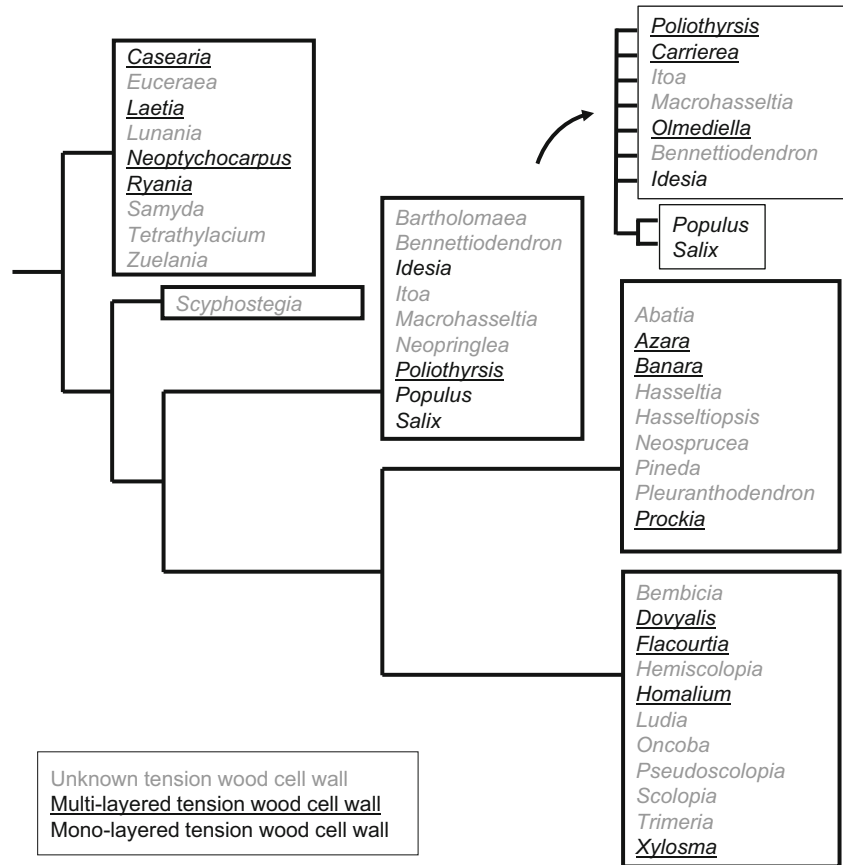 Casearia
Euceraea
Laetia
Lunania
Neoptychocarpus
Ryania
Samyda
Tetrathylacium
Zuelania
Scyphostegia
Bartholomaea
Bennettiodendron
Idesia
Itoa
Macrohasseltia
Neopringlea
Poliothyrsis
Populus
Salix
Poliothyrsis
Carrierea
Itoa
Macrohasseltia
Olmediella
Bennettiodendron
Idesia
Populus
Salix
Abatia
Azara
Banara
Hasseltia
Hasseltiopsis
Neosprucea
Pineda
Pleuranthodendron
Prockia
Bembicia
Dovyalis
Flacourtia
Hemiscolopia
Homalium
Ludia
Oncoba
Pseudoscolopia
Scolopia
Trimeria
Xylosma
Unknown tension wood cell wall
Multi-layered tension wood cell wall
Mono-layered tension wood cell wall